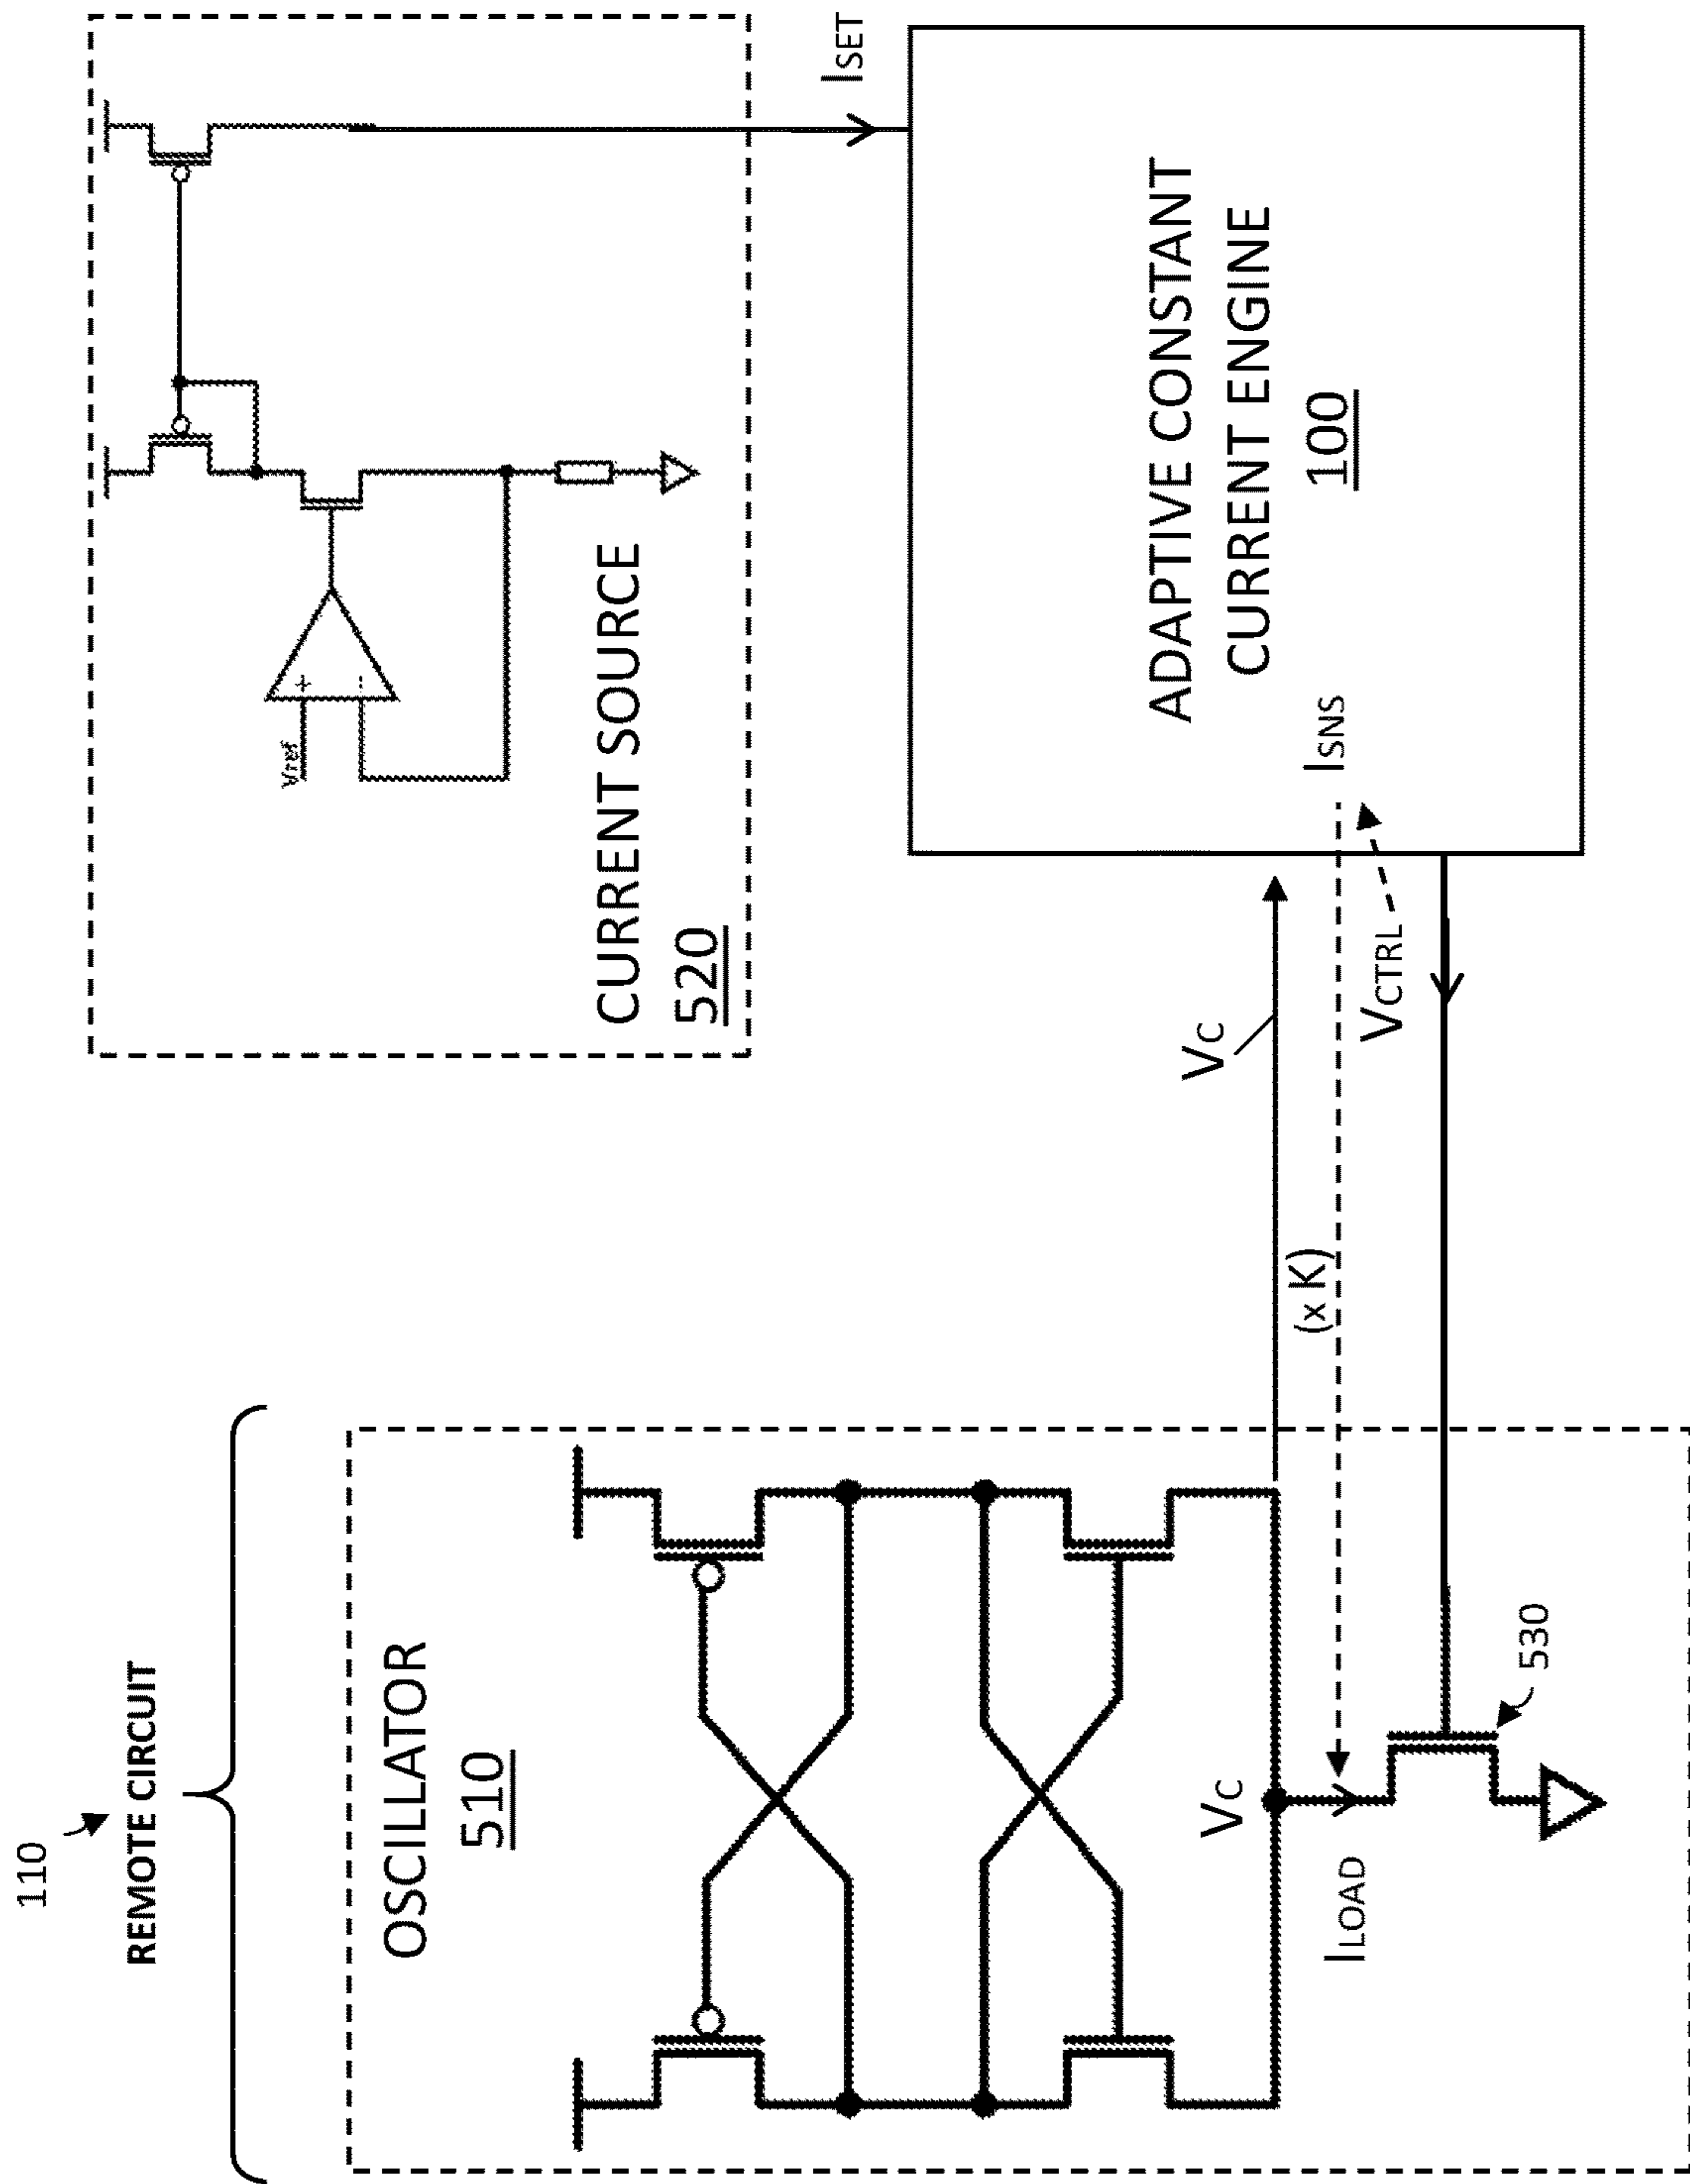 110
REMOTE CIRCUIT
OSCILLATOR
510
VC
ILOAD
530
VC
(x K)
VCTRL
CURRENT SOURCE
520
Vref
+
-
ISET
ADAPTIVE CONSTANT
CURRENT ENGINE
100
ISNS